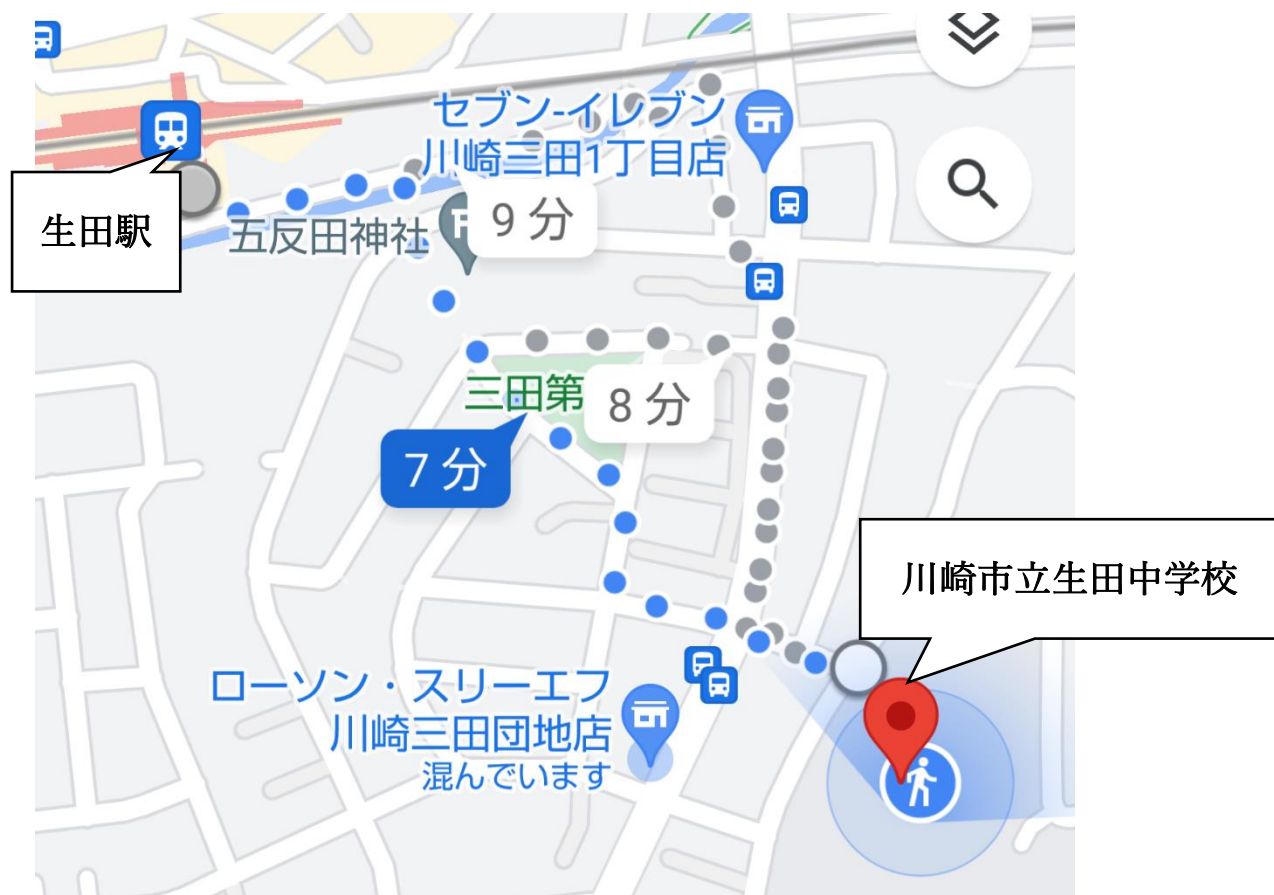 セブン-イレブン
川崎三田1丁目店
生田駅
五反田神社
9 分
三田第
8 分
7 分
川崎市立生田中学校
ローソン・スリーエフ
川崎三田団地店
混んでいます